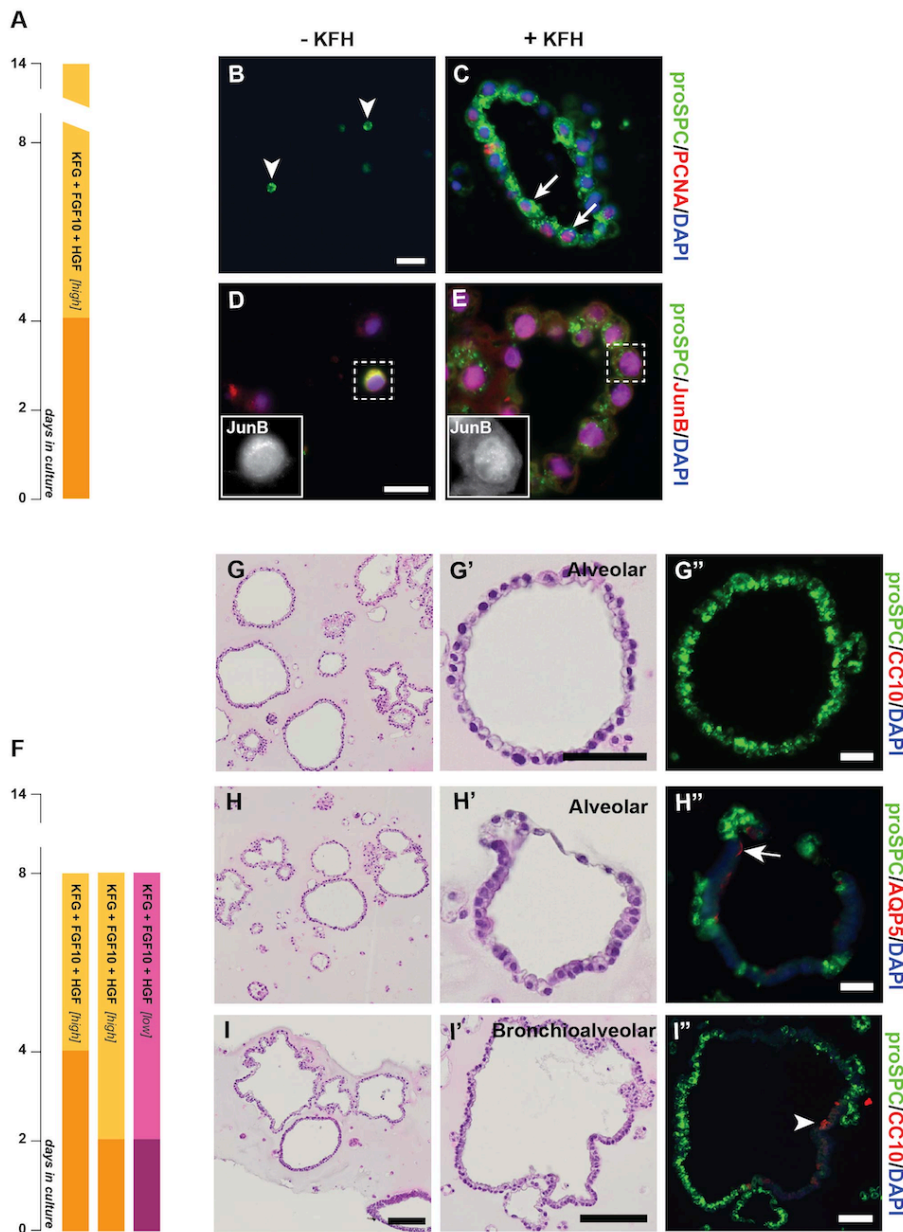 A
- KFH
+ KFH
14
8
4
2
0
days in culture
KFG + FGF10 + HGF [high]
B
C
proSPC/PCNA/DAPI
D
JunB
E
JunB
proSPC/JunB/DAPI
G
G’
Alveolar
G”
proSPC/CC10/DAPI
F
14
8
4
2
0
days in culture
KFG + FGF10 + HGF [high]
KFG + FGF10 + HGF [high]
KFG + FGF10 + HGF [low]
H
H’
Alveolar
H”
proSPC/AQP5/DAPI
I
I’
Bronchioalveolar
I”
proSPC/CC10/DAPI